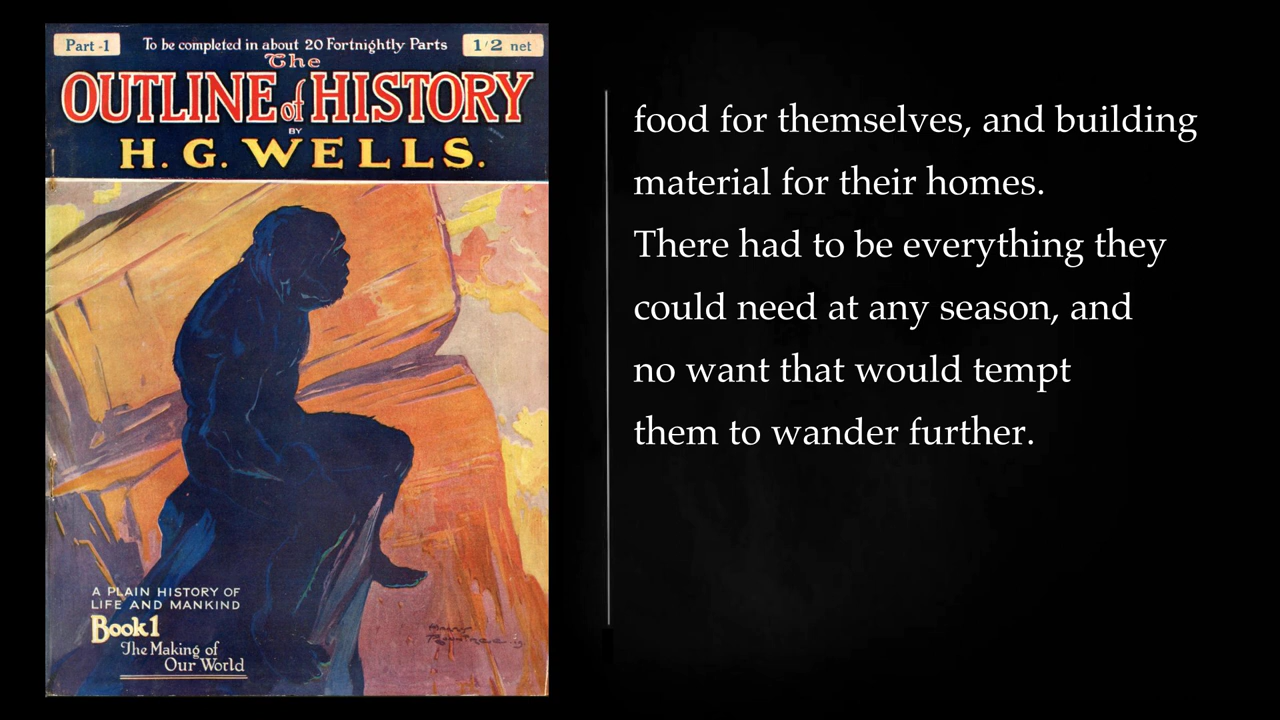 Part-1
To be completed in about 20 Fortnightly Parts
1/2 net
The
OUTLINE of HISTORY
BY
H. G. WELLS.
A PLAIN HISTORY OF
LIFE AND MANKIND
Book 1
The Making of
Our World
food for themselves, and building
material for their homes.
There had to be everything they
could need at any season, and
no want that would tempt
them to wander further.